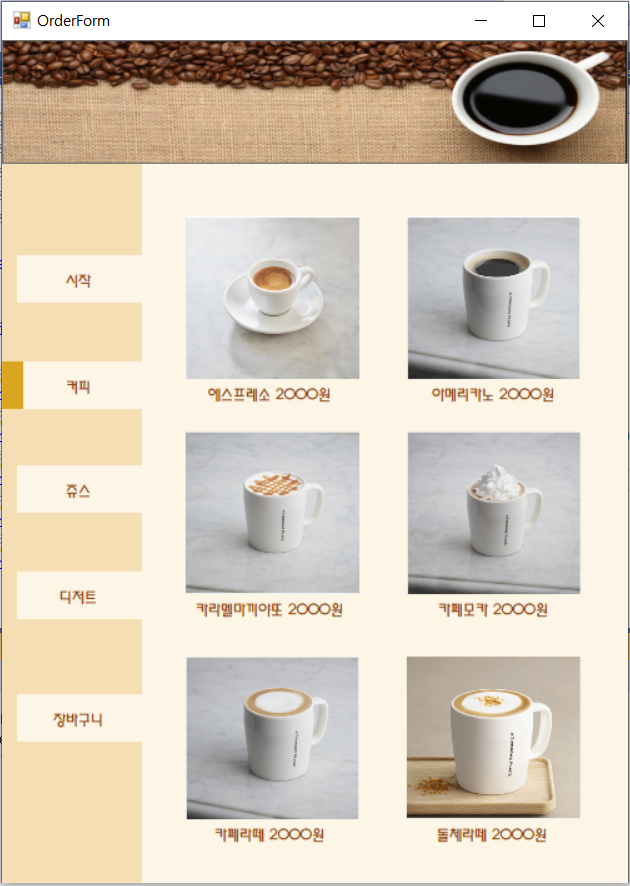 OrderForm
시작
커피
쥬스
디저트
장바구니
에스프레소 2000원
아메리카노 2000원
카라멜마끼야또 2000원
카페모카 2000원
카페라떼 2000원
돌체라떼 2000원